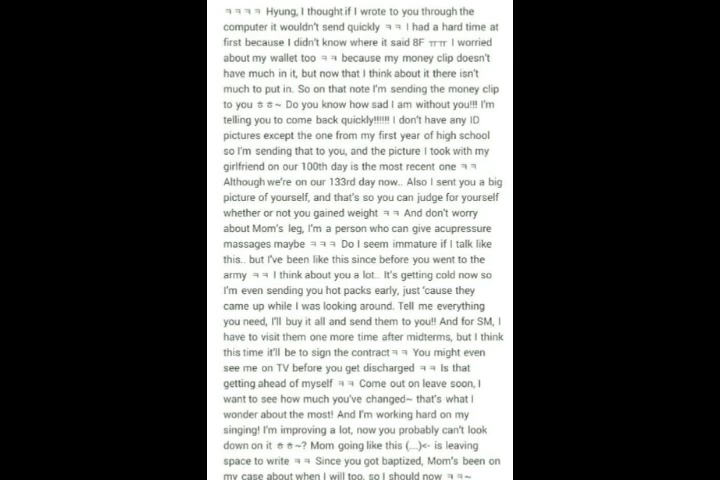 ㅋㅋㅋㅋ Hyung, I thought if I wrote to you through the
computer it wouldn't send quickly ㅋㅋ I had a hard time at
first because I didn't know where it said 8F ㅠㅠ I worried
about my wallet too ㅋㅋ because my money clip doesn't
have much in it, but now that I think about it there isn't
much to put in. So on that note I'm sending the money clip
to you ㅎㅎ~ Do you know how sad I am without you!!! I'm
telling you to come back quickly!!!!!! I don't have any ID
pictures except the one from my first year of high school
so I'm sending that to you, and the picture I took with my
girlfriend on our 100th day is the most recent one ㅋㅋ
Although we're on our 133rd day now.. Also I sent you a big
picture of yourself, and that's so you can judge for yourself
whether or not you gained weight ㅋㅋ And don't worry
about Mom's leg, I'm a person who can give acupressure
massages maybe ㅋㅋㅋ Do I seem immature if I talk like
this.. but I've been like this since before you went to the
army ㅋㅋ I think about you a lot.. It's getting cold now so
I'm even sending you hot packs early, just 'cause they
came up while I was looking around. Tell me everything
you need, I'll buy it all and send them to you!! And for SM, I
have to visit them one more time after midterms, but I think
this time it'll be to sign the contractㅋㅋ You might even
see me on TV before you get discharged ㅋㅋ Is that
getting ahead of myself ㅋㅋ Come out on leave soon, I
want to see how much you've changed~ that's what I
wonder about the most! And I'm working hard on my
singing! I'm improving a lot, now you probably can't look
down on it ㅎㅎ~? Mom going like this (...)<- is leaving
space to write ㅋㅋ Since you got baptized, Mom's been on
my case about when I will too, so I should now ㅋㅋ~